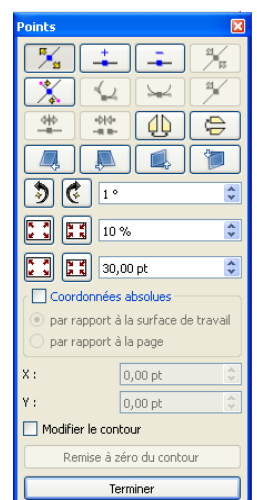 Points
1 °
10 %
30,00 pt
Coordonnées absolues
par rapport à la surface de travail
par rapport à la page
X : 0,00 pt
Y : 0,00 pt
Modifier le contour
Remise à zéro du contour
Terminer